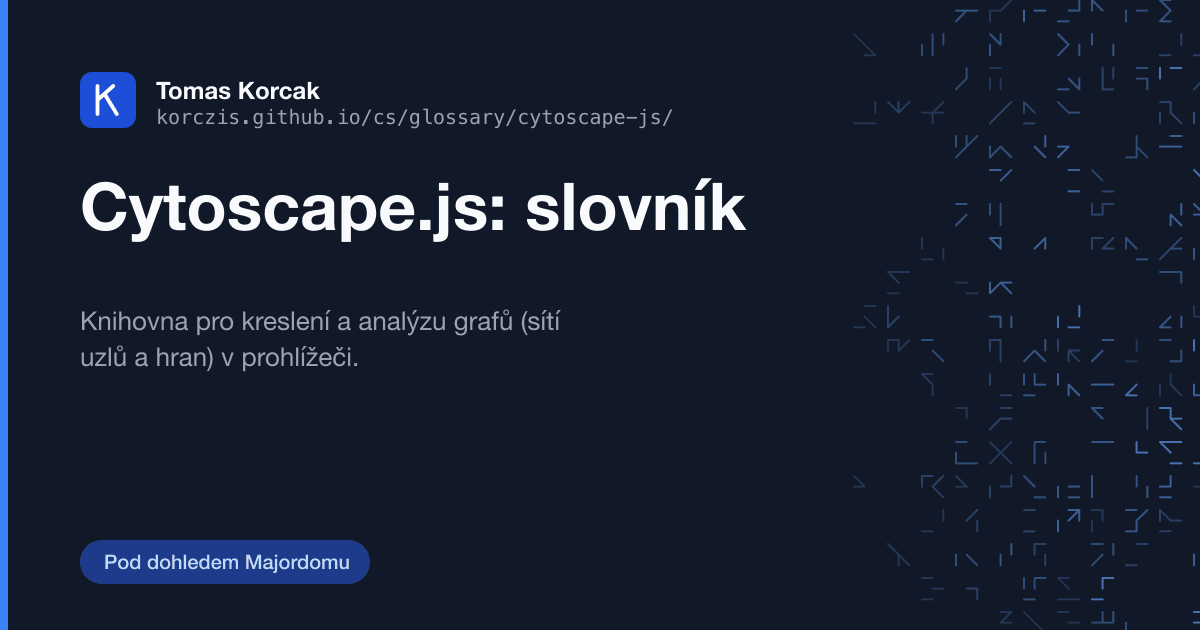 K
Tomas Korcak
korczis.github.io/cs/glossary/cytoscape-js/
Cytoscape.js: slovník
Knihovna pro kreslení a analýzu grafů (sítí
uzlů a hran) v prohlížeči.
Pod dohledem Majordomu